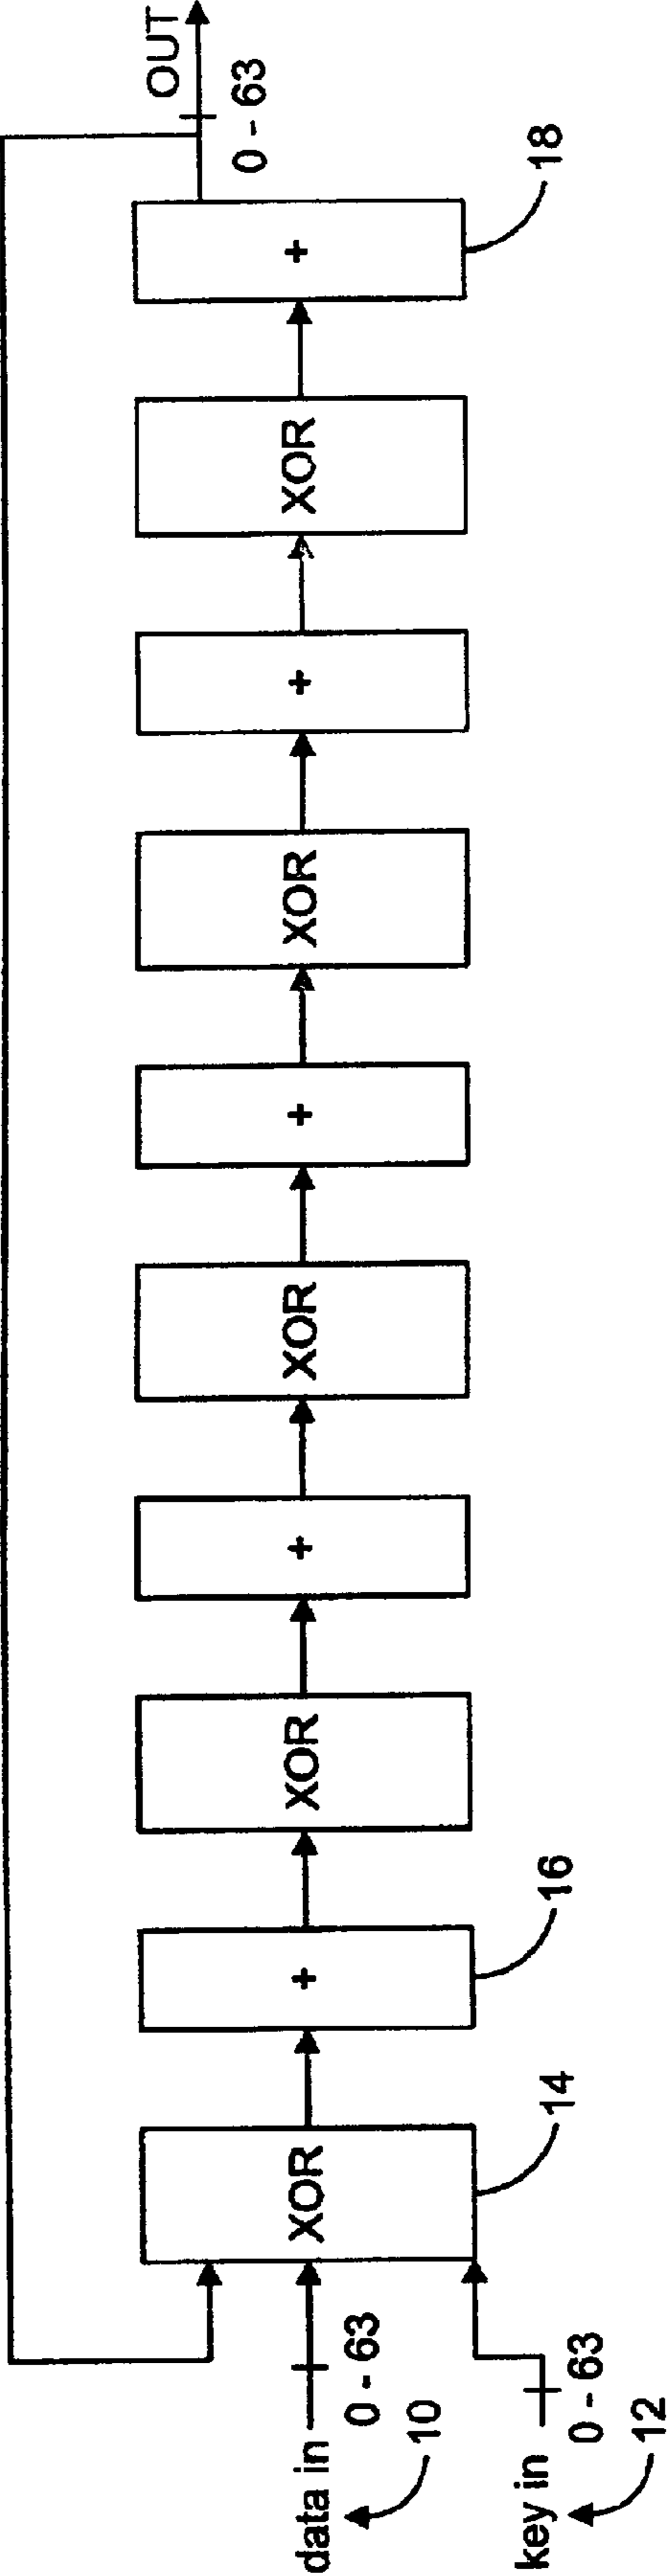 data in
0 - 63
10
key in
0 - 63
12
XOR
14
+
16
XOR
+
XOR
+
XOR
+
XOR
+
18
OUT
0 - 63